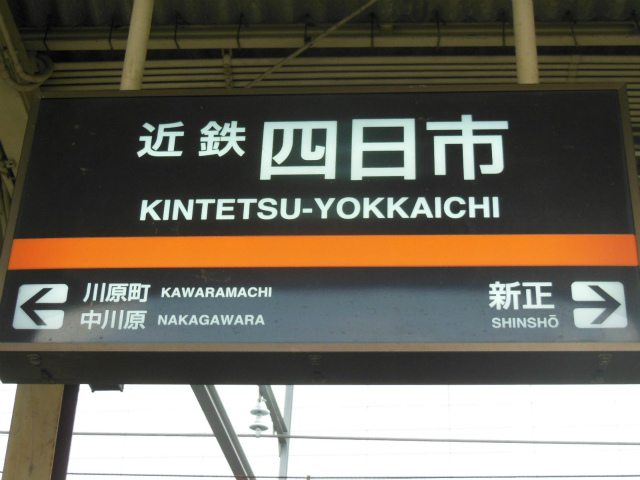 近鉄 四日市
KINTETSU-YOKKAICHI
川原町 KAWARAMACHI
中川原 NAKAGAWARA
新正
SHINSHŌ